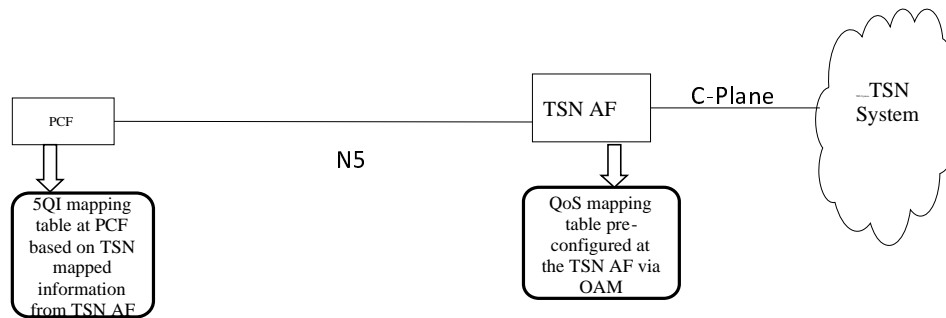 PCF
N5
TSN AF
C-Plane
TSN
System
5QI mapping
table at PCF
based on TSN
mapped
information
from TSN AF
QoS mapping
table pre-
configured at
the TSN AF via
OAM